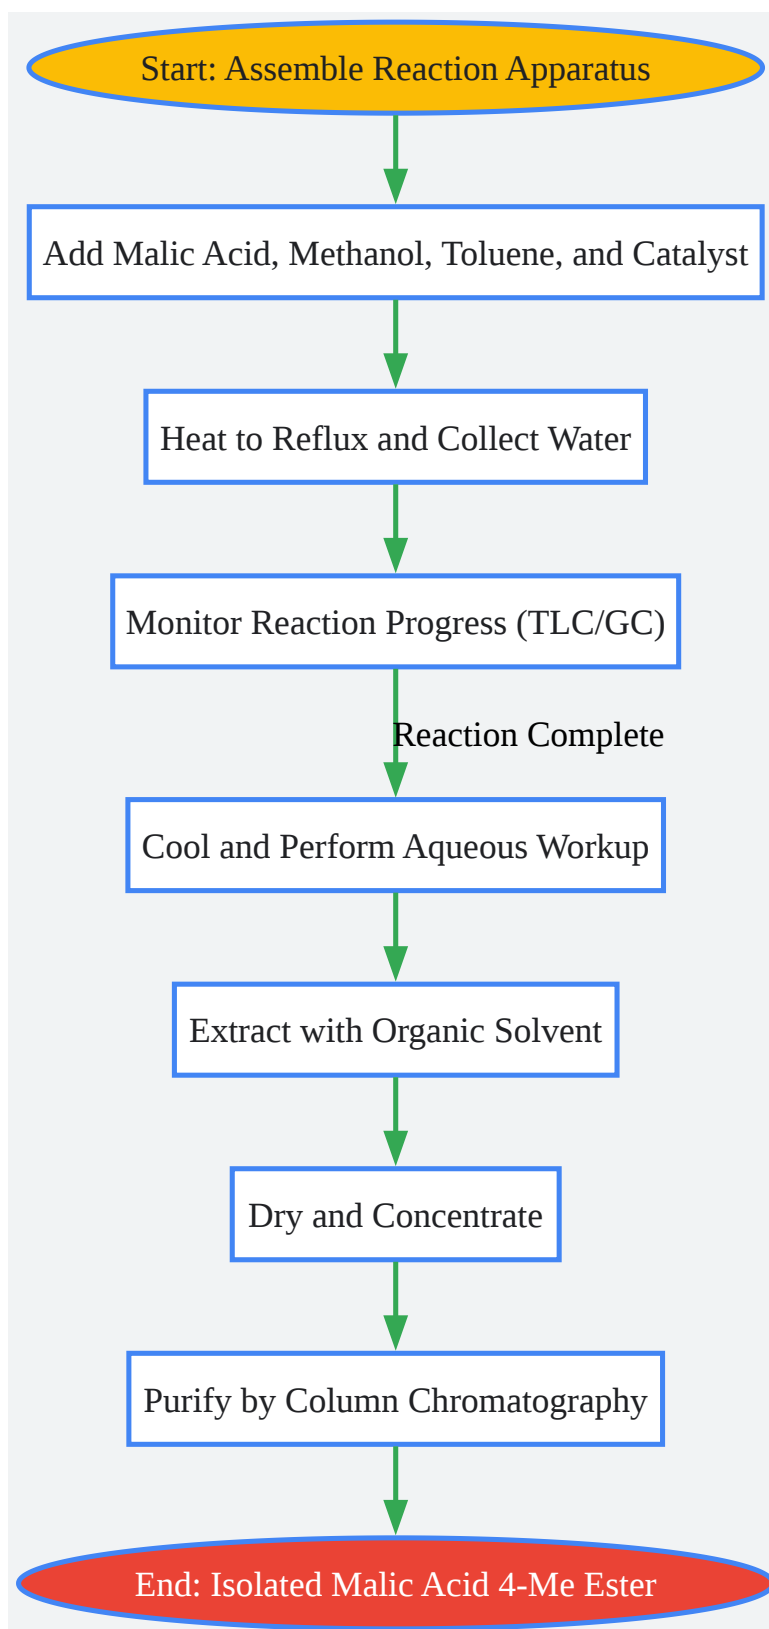 Start: Assemble Reaction Apparatus
Add Malic Acid, Methanol, Toluene, and Catalyst
Heat to Reflux and Collect Water
Monitor Reaction Progress (TLC/GC)
Reaction Complete
Cool and Perform Aqueous Workup
Extract with Organic Solvent
Dry and Concentrate
Purify by Column Chromatography
End: Isolated Malic Acid 4-Me Ester